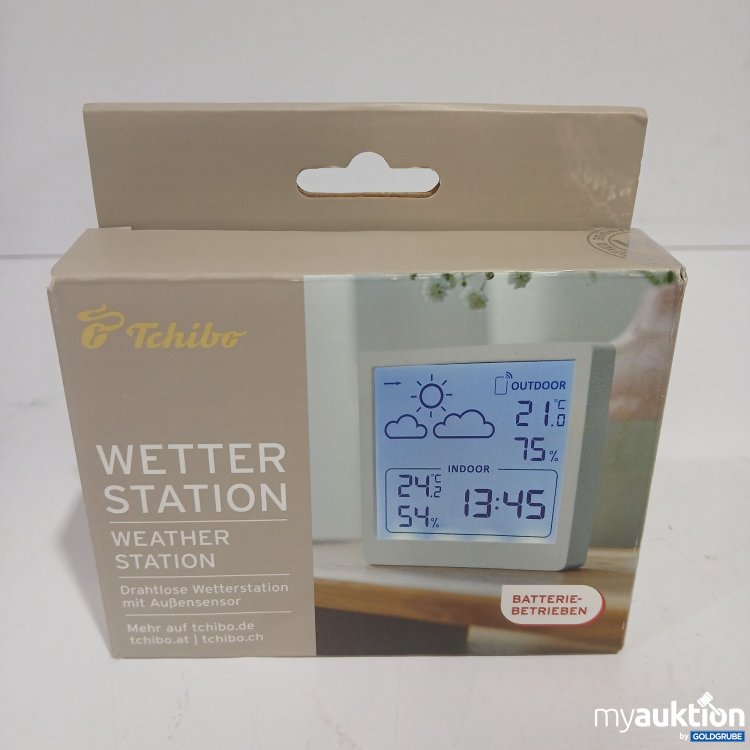 Tchibo
WETTER
STATION
WEATHER
STATION
Drahtlose Wetterstation
mit Außensensor
Mehr auf tchibo.de
tchibo.at | tchibo.ch
OUTDOOR
21.0 °C
75%
INDOOR
24.2 °C
54%
13:45
BATTERIE-
BETRIEBEN
myauktion
by GOLDGRUBE